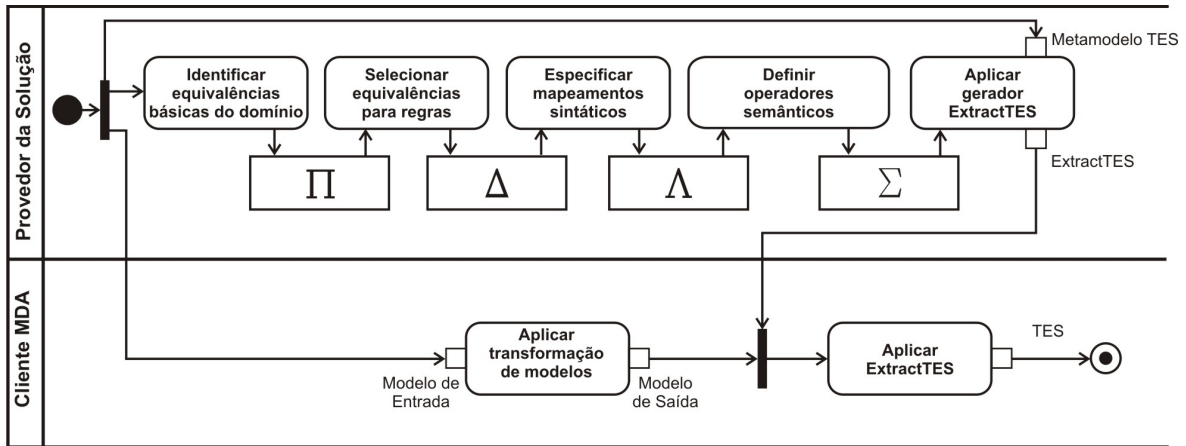 Provedor da Solução
Metamodelo TES
Identificar
equivalências
básicas do domínio
Selecionar
equivalências
para regras
Especificar
mapeamentos
sintáticos
Definir
operadores
semânticos
Aplicar
gerador
ExtractTES
ExtractTES
Π
Δ
Λ
Σ
Cliente MDA
Aplicar
transformação
de modelos
Modelo de
Entrada
Modelo
de Saída
Aplicar
ExtractTES
TES